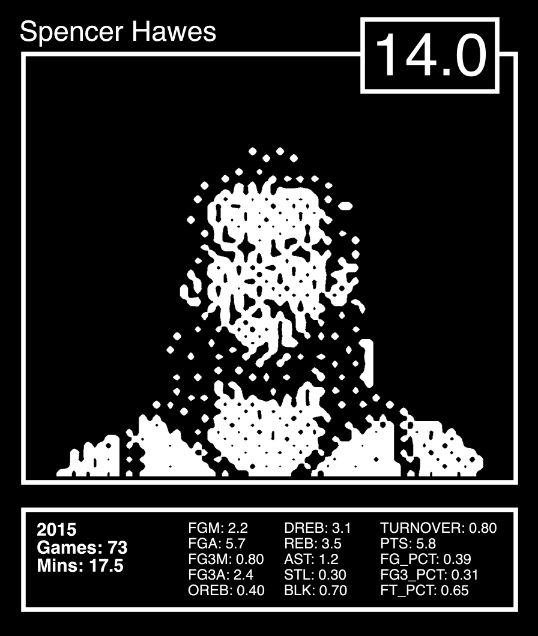 Spencer Hawes
14.0
2015
Games: 73
Mins: 17.5
FGM: 2.2
FGA: 5.7
FG3M: 0.80
FG3A: 2.4
OREB: 0.40
DREB: 3.1
REB: 3.5
AST: 1.2
STL: 0.30
BLK: 0.70
TURNOVER: 0.80
PTS: 5.8
FG_PCT: 0.39
FG3_PCT: 0.31
FT_PCT: 0.65